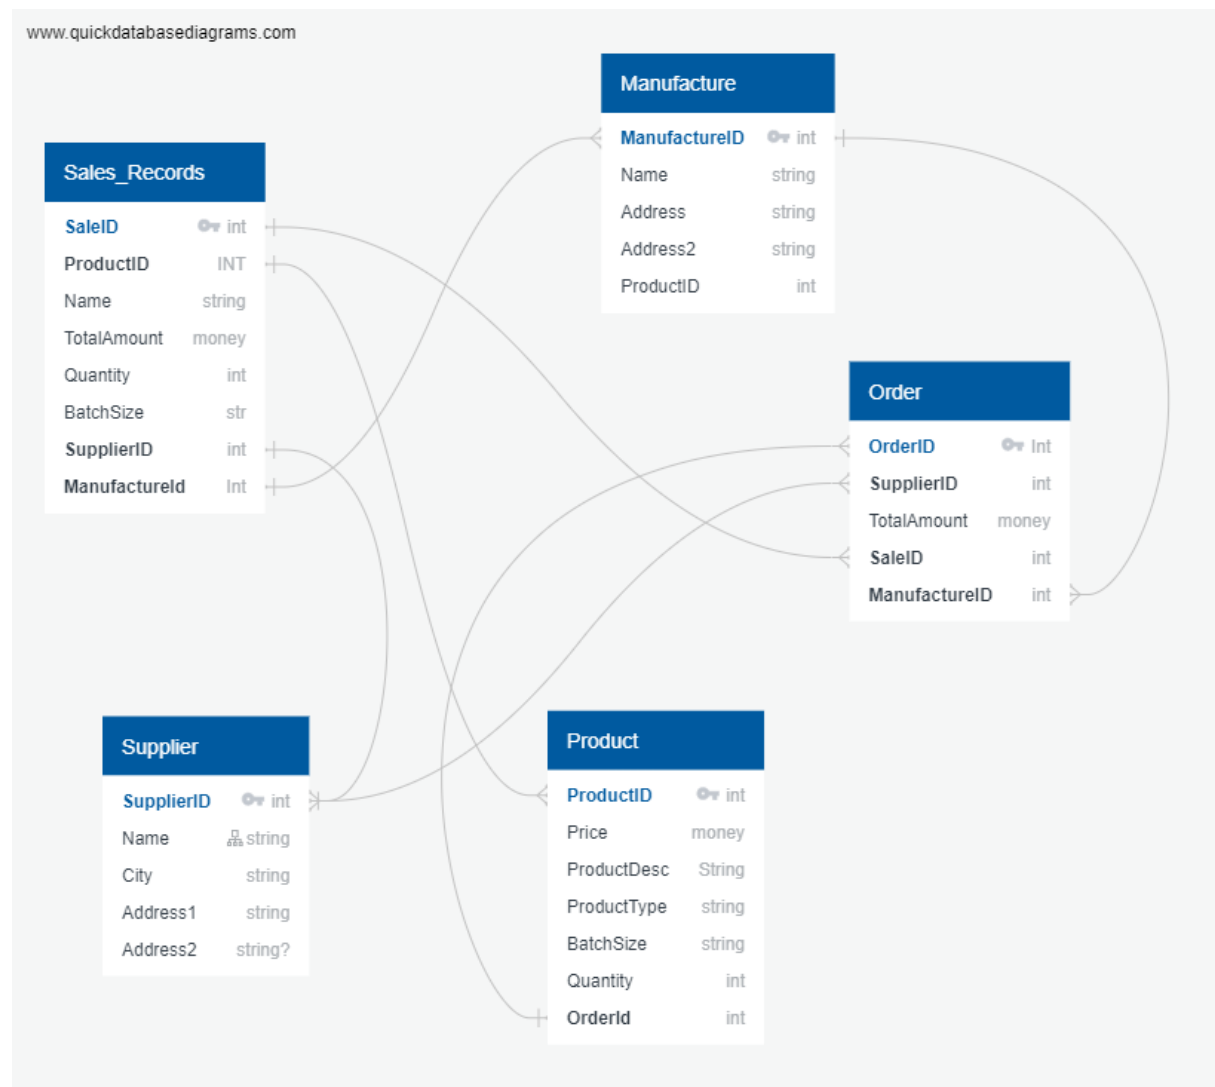 www.quickdatabasediagrams.com
Manufacture
ManufactureID int
Name string
Address string
Address2 string
ProductID int
Sales_Records
SaleID int
ProductID INT
Name string
TotalAmount money
Quantity int
BatchSize str
SupplierID int
ManufactureId Int
Order
OrderID Int
SupplierID int
TotalAmount money
SaleID int
ManufactureID int
Supplier
SupplierID int
Name string
City string
Address1 string
Address2 string?
Product
ProductID int
Price money
ProductDesc String
ProductType string
BatchSize string
Quantity int
OrderId int